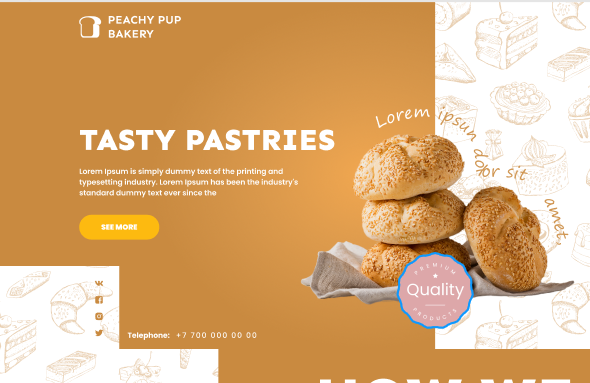 PEACHY PUP
BAKERY
Lorem ipsum dolor sit amet,
TASTY PASTRIES
Lorem Ipsum is simply dummy text of the printing and
typesetting industry. Lorem Ipsum has been the industry's
standard dummy text ever since the
SEE MORE
PREMIUM
Quality
PRODUCTS
Telephone: +7 700 000 00 00
HOW WE